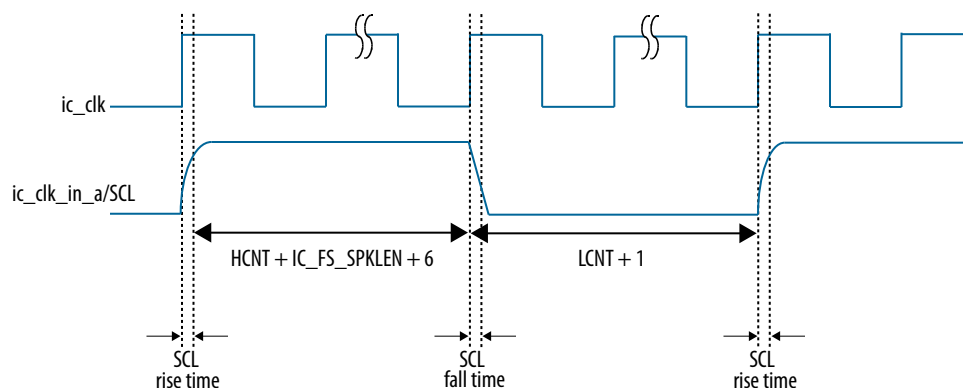 ic_clk
ic_clk_in_a/SCL
HCNT + IC_FS_SPKLEN + 6
LCNT + 1
SCL
rise time
SCL
fall time
SCL
rise time